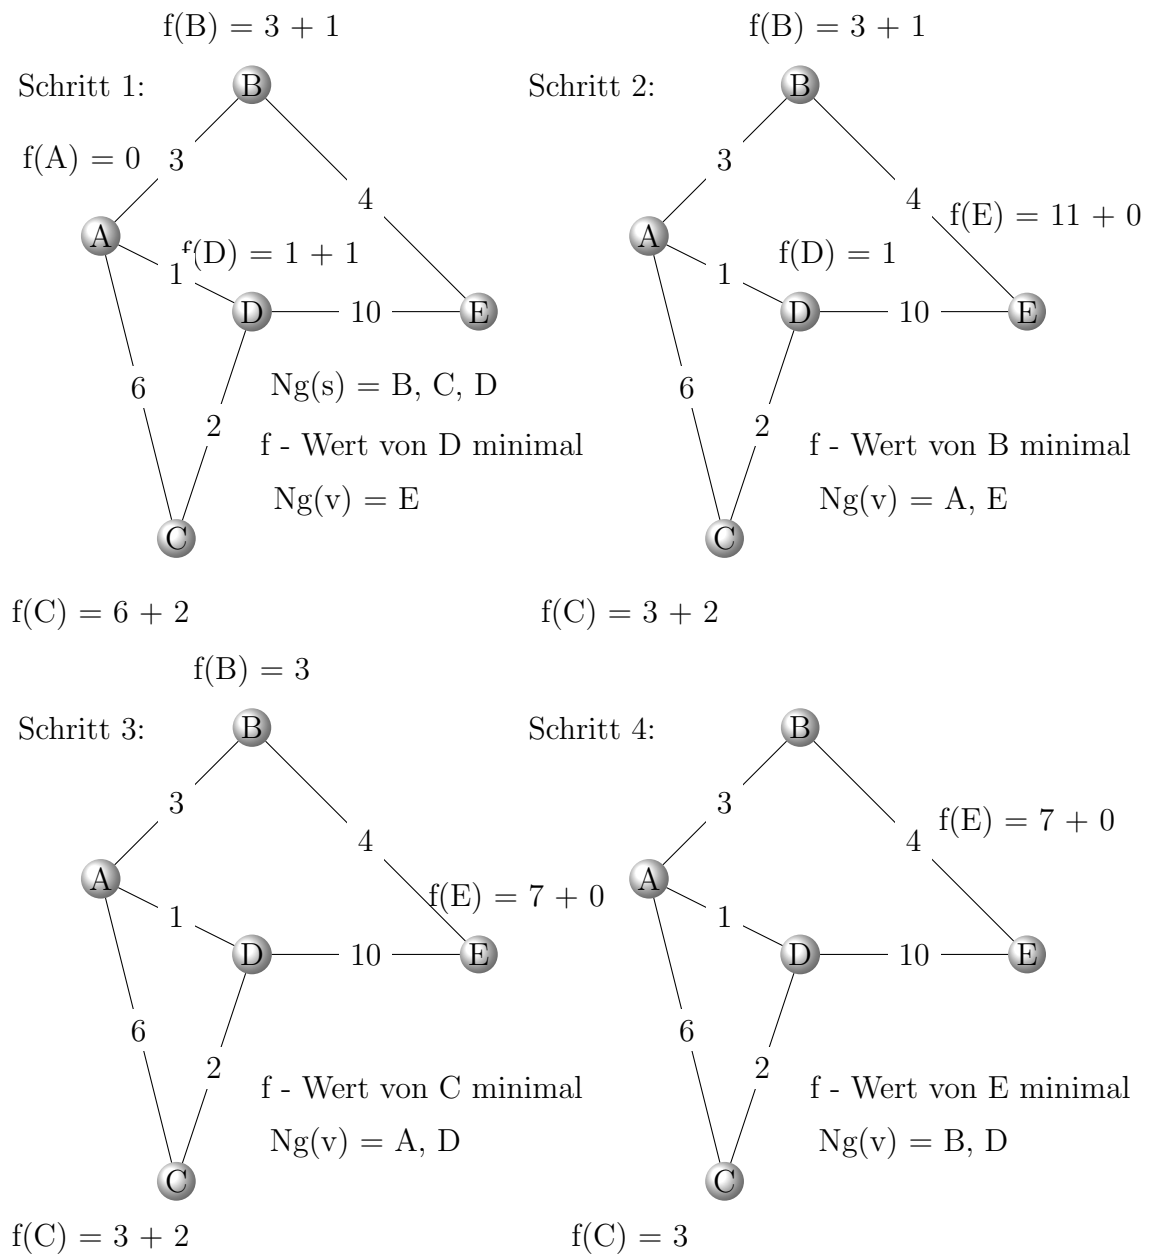 f(B) = 3 + 1
Schritt 1:
B
f(A) = 0
3
4
A
f(D) = 1 + 1
1
D
10
E
6
Ng(s) = B, C, D
2
f - Wert von D minimal
Ng(v) = E
C
f(C) = 6 + 2
f(B) = 3 + 1
Schritt 2:
B
3
4
f(E) = 11 + 0
A
f(D) = 1
1
D
10
E
6
2
f - Wert von B minimal
Ng(v) = A, E
C
f(C) = 3 + 2
f(B) = 3
Schritt 3:
B
3
4
A
f(E) = 7 + 0
1
D
10
E
6
2
f - Wert von C minimal
Ng(v) = A, D
C
f(C) = 3 + 2
Schritt 4:
B
3
4
f(E) = 7 + 0
A
1
D
10
E
6
2
f - Wert von E minimal
Ng(v) = B, D
C
f(C) = 3